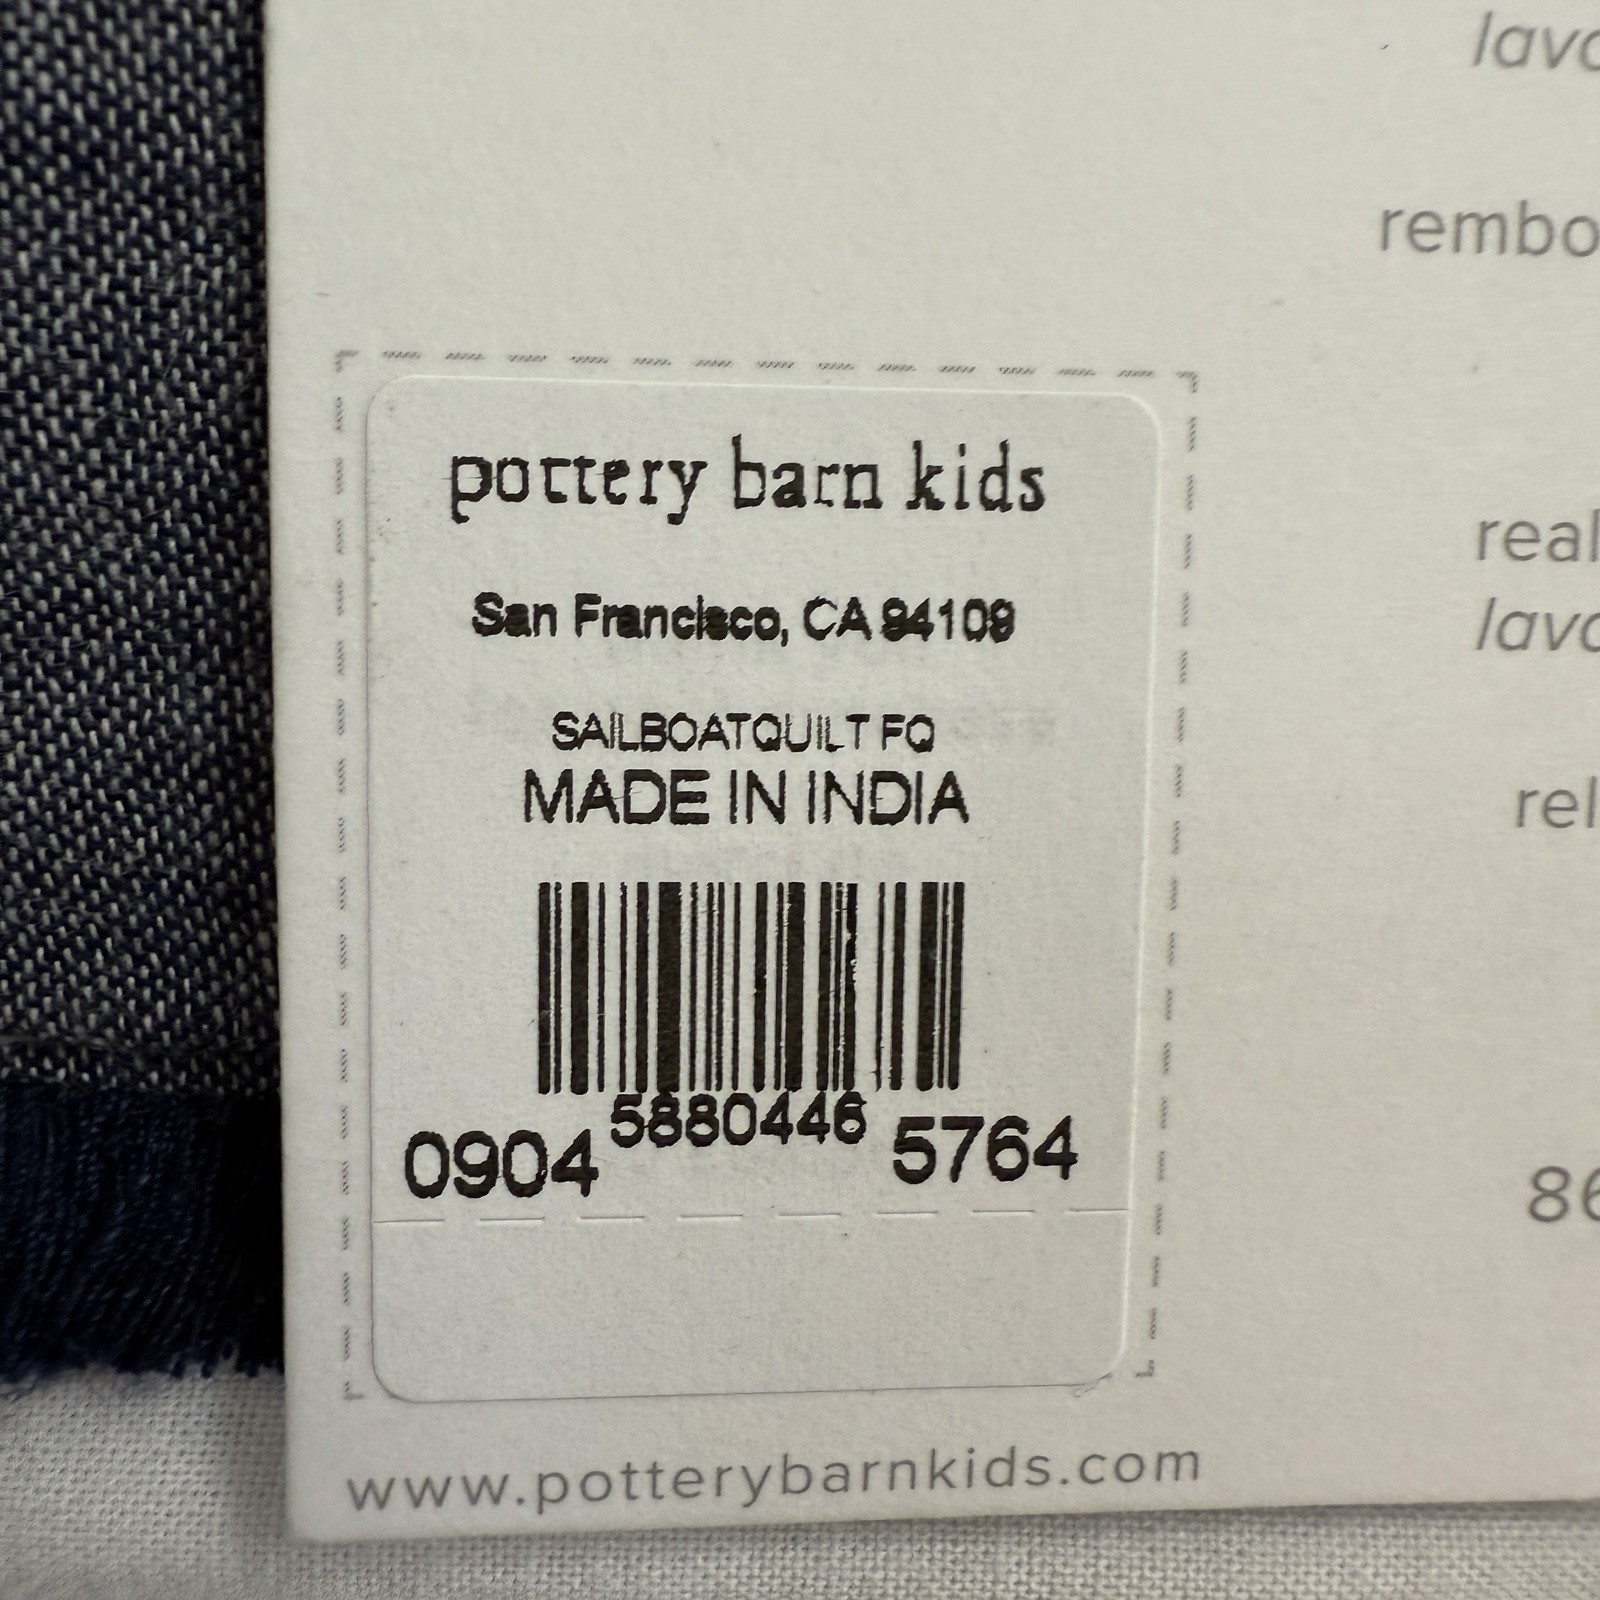 lava
rembo
pottery barn kids
San Francisco, CA 94109
real
lava
SAILBOATQUILT FQ
MADE IN INDIA
rel
5880446
0904 5764
86
www.potterybarnkids.com